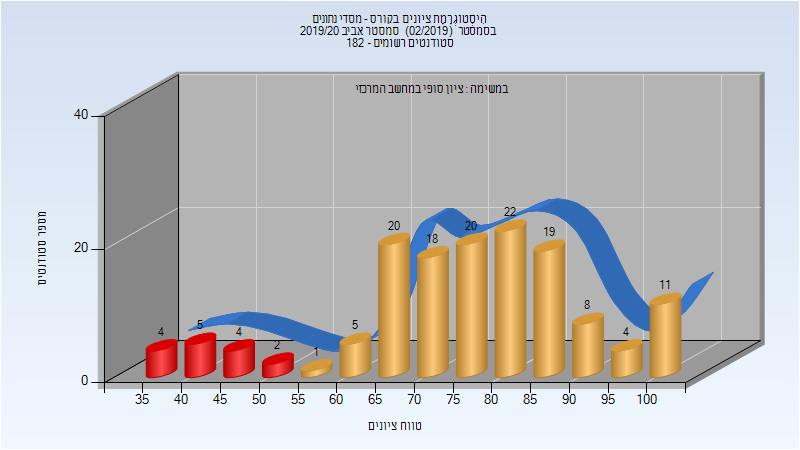 היסטוגרמת ציונים בקורס - מסדי נתונים
בסמסטר (02/2019) סמסטר אביב 2019/20
סטודנטים רשומים - 182
במשימה : ציון סופי במחשב המרכזי
מספר סטודנטים
40
20
0
4
5
4
2
1
5
20
18
20
22
19
8
4
11
35 40 45 50 55 60 65 70 75 80 85 90 95 100
טווח ציונים